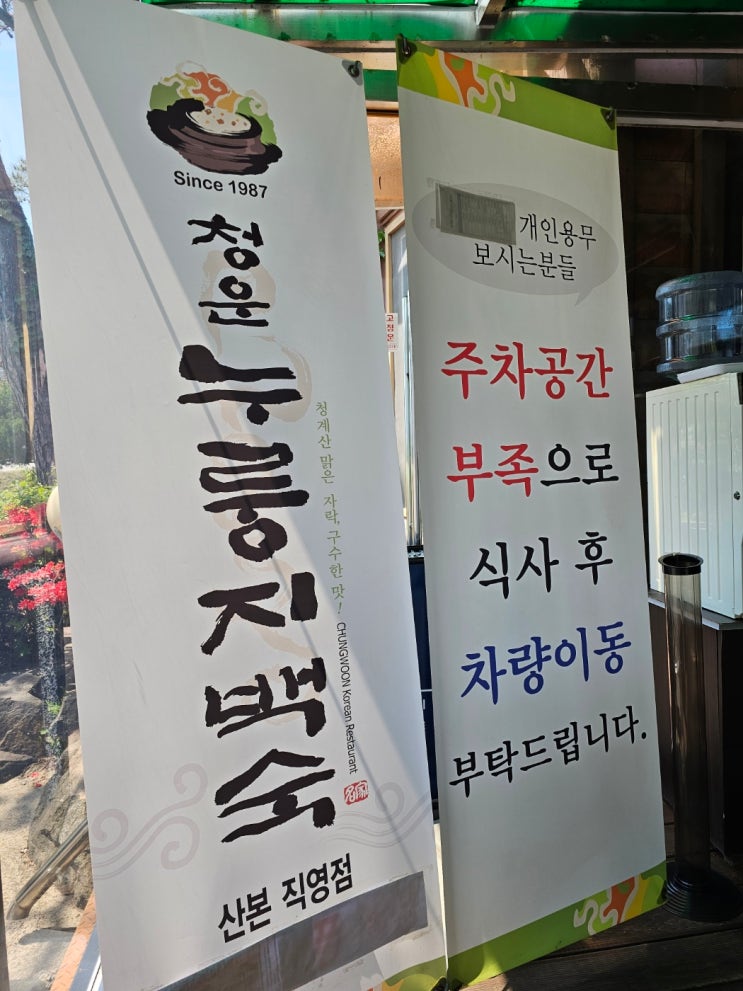 Since 1987
청운
누룽지백숙
청계산 맑은 자락, 구수한 맛!
CHUNGWOON Korean Restaurant
名家
산본 직영점
개인용무
보시는분들
주차공간
부족으로
식사 후
차량이동
부탁드립니다.